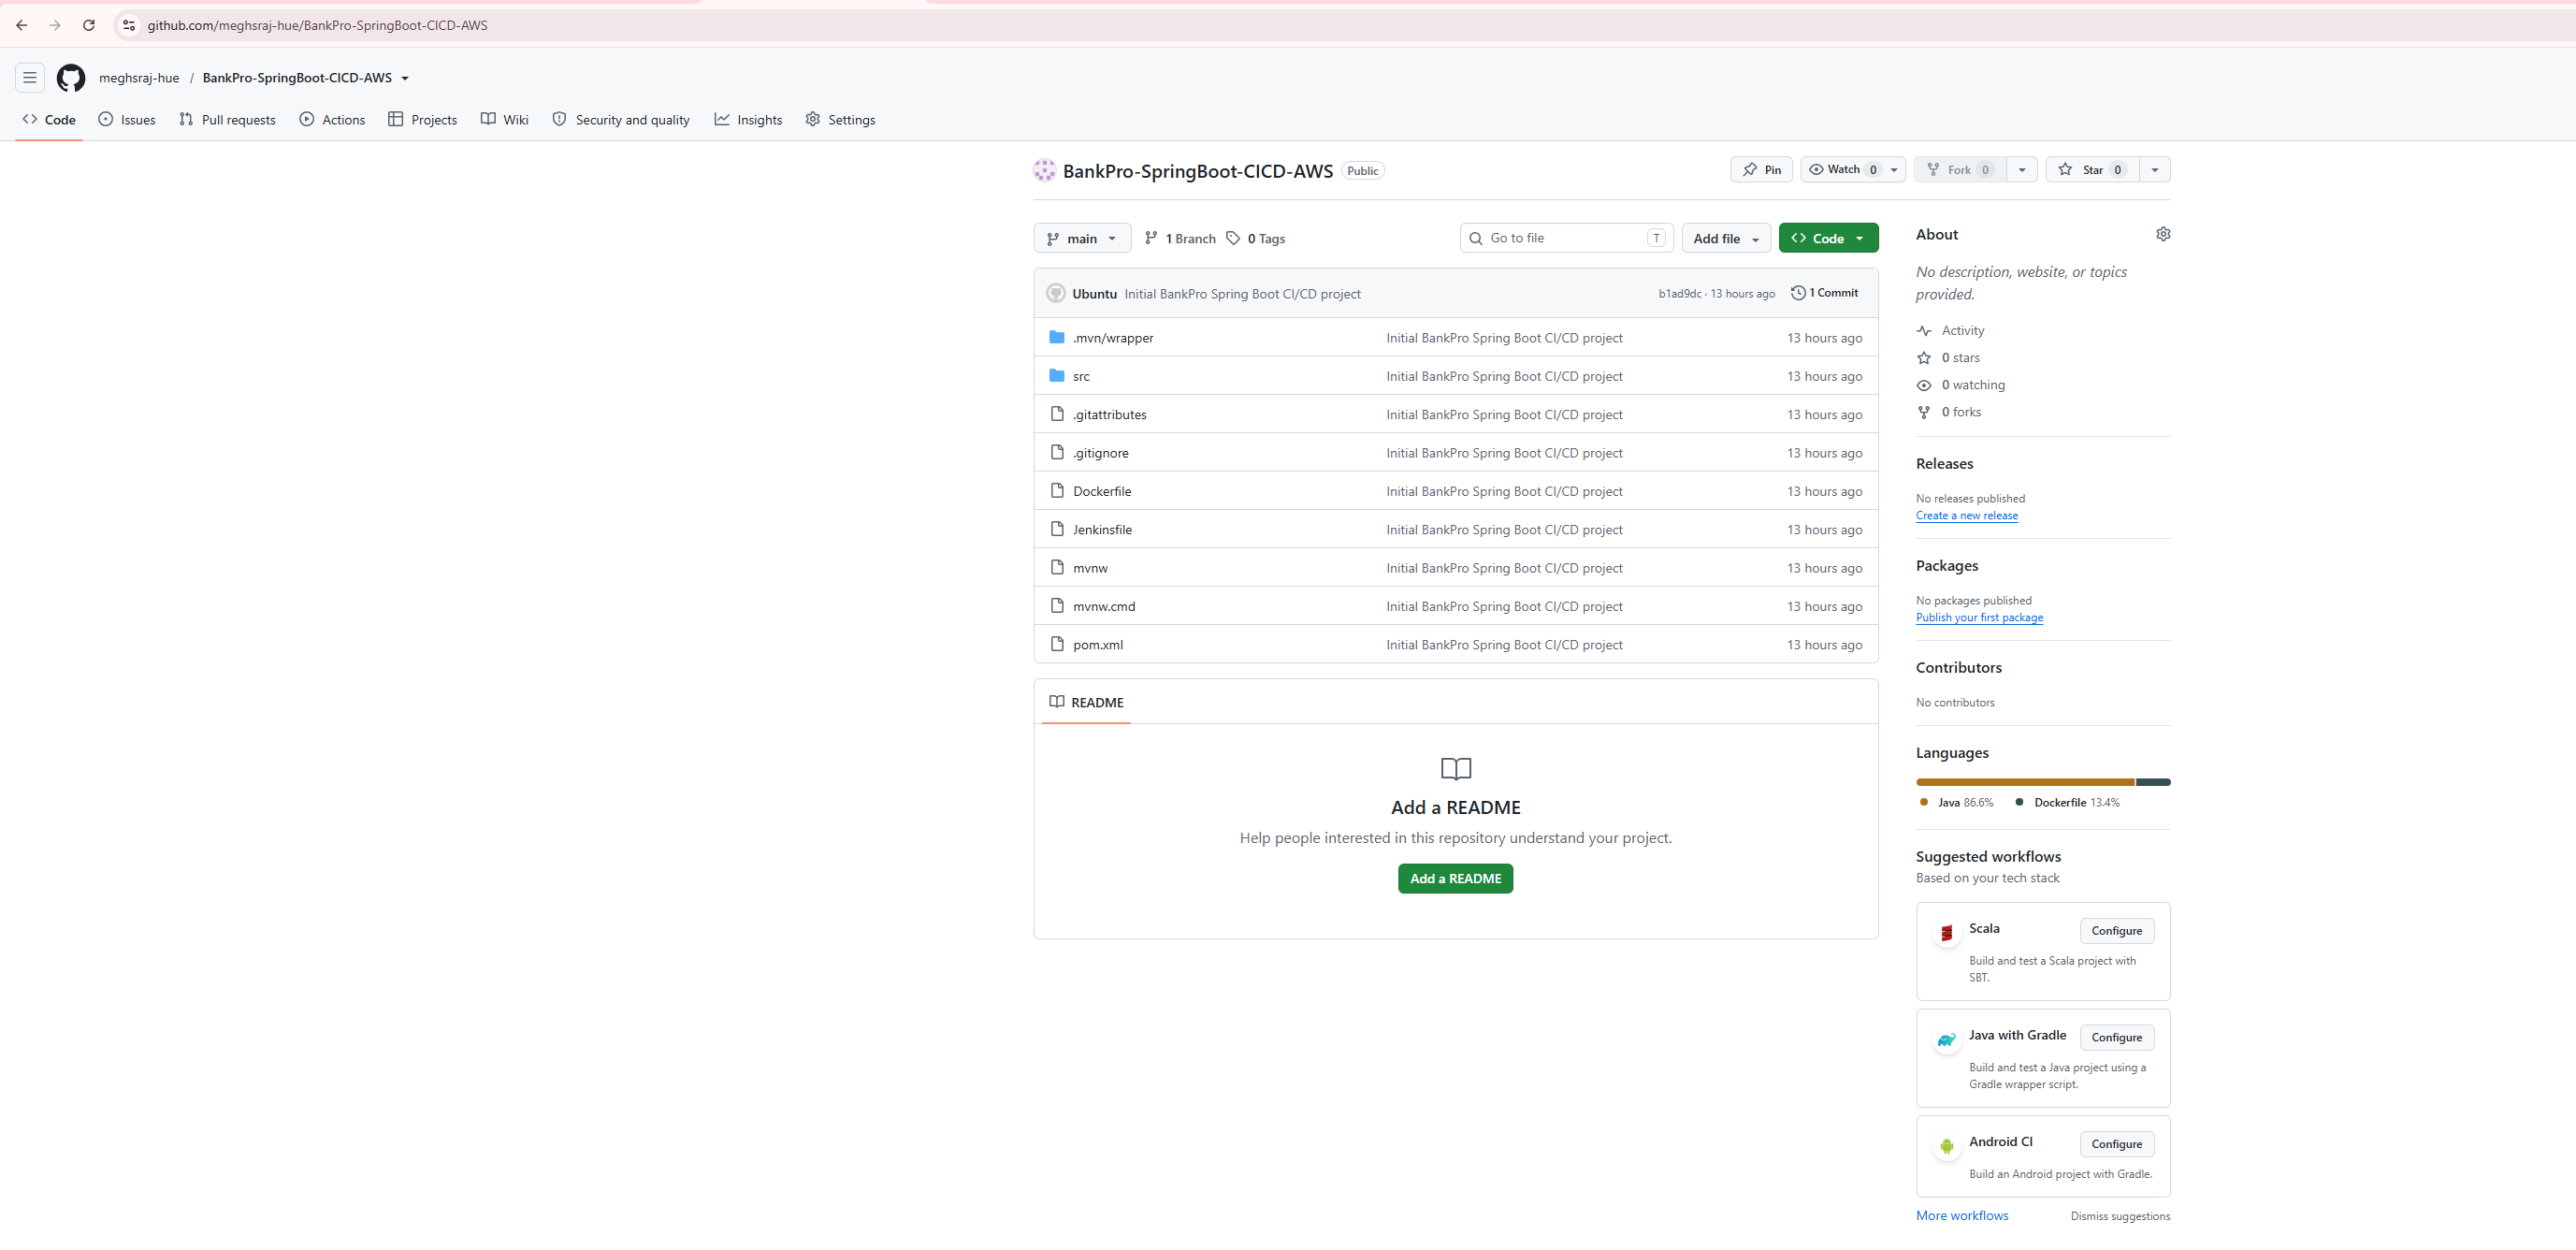 github.com/meghsraj-hue/BankPro-SpringBoot-CICD-AWS
meghsraj-hue / BankPro-SpringBoot-CICD-AWS
Code Issues Pull requests Actions Projects Wiki Security and quality Insights Settings
BankPro-SpringBoot-CICD-AWS Public
Pin Watch 0 Fork 0 Star 0
main 1 Branch 0 Tags
Go to file T Add file Code
Ubuntu Initial BankPro Spring Boot CI/CD project b1ad9dc · 13 hours ago 1 Commit
.mvn/wrapper Initial BankPro Spring Boot CI/CD project 13 hours ago
src Initial BankPro Spring Boot CI/CD project 13 hours ago
.gitattributes Initial BankPro Spring Boot CI/CD project 13 hours ago
.gitignore Initial BankPro Spring Boot CI/CD project 13 hours ago
Dockerfile Initial BankPro Spring Boot CI/CD project 13 hours ago
Jenkinsfile Initial BankPro Spring Boot CI/CD project 13 hours ago
mvnw Initial BankPro Spring Boot CI/CD project 13 hours ago
mvnw.cmd Initial BankPro Spring Boot CI/CD project 13 hours ago
pom.xml Initial BankPro Spring Boot CI/CD project 13 hours ago
README
Add a README
Help people interested in this repository understand your project.
Add a README
About
No description, website, or topics
provided.
Activity
0 stars
0 watching
0 forks
Releases
No releases published
Create a new release
Packages
No packages published
Publish your first package
Contributors
No contributors
Languages
Java 86.6% Dockerfile 13.4%
Suggested workflows
Based on your tech stack
Scala Configure
Build and test a Scala project with
SBT.
Java with Gradle Configure
Build and test a Java project using a
Gradle wrapper script.
Android CI Configure
Build an Android project with Gradle.
More workflows Dismiss suggestions